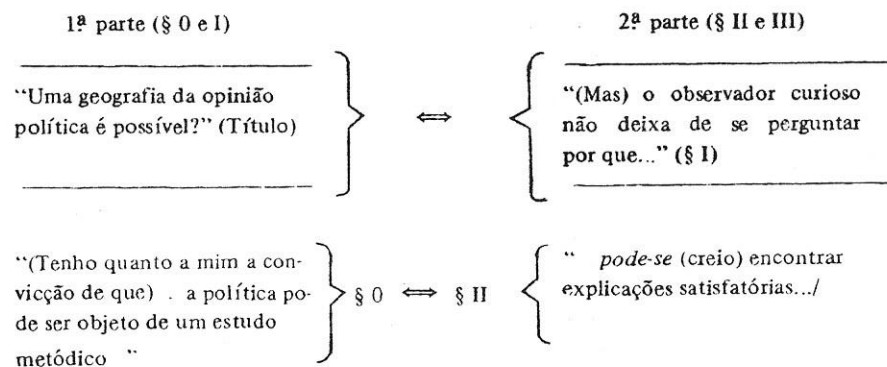 1ª parte (§ 0 e I)
2ª parte (§ II e III)
“Uma geografia da opinião
política é possível?” (Título)
⇔
“(Mas) o observador curioso
não deixa de se perguntar
por que...” (§ I)
“(Tenho quanto a mim a con-
vicção de que) . a política po-
de ser objeto de um estudo
metódico ”
§ 0 ⇔ § II
“ pode-se (creio) encontrar
explicações satisfatórias.../